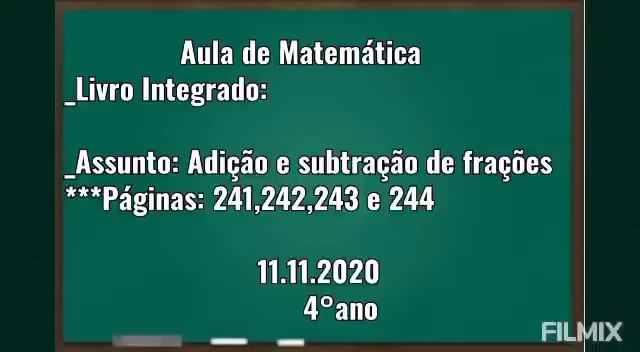 Aula de Matemática
_Livro Integrado:
_Assunto: Adição e subtração de frações
***Páginas: 241,242,243 e 244
11.11.2020
4°ano
FILMIX